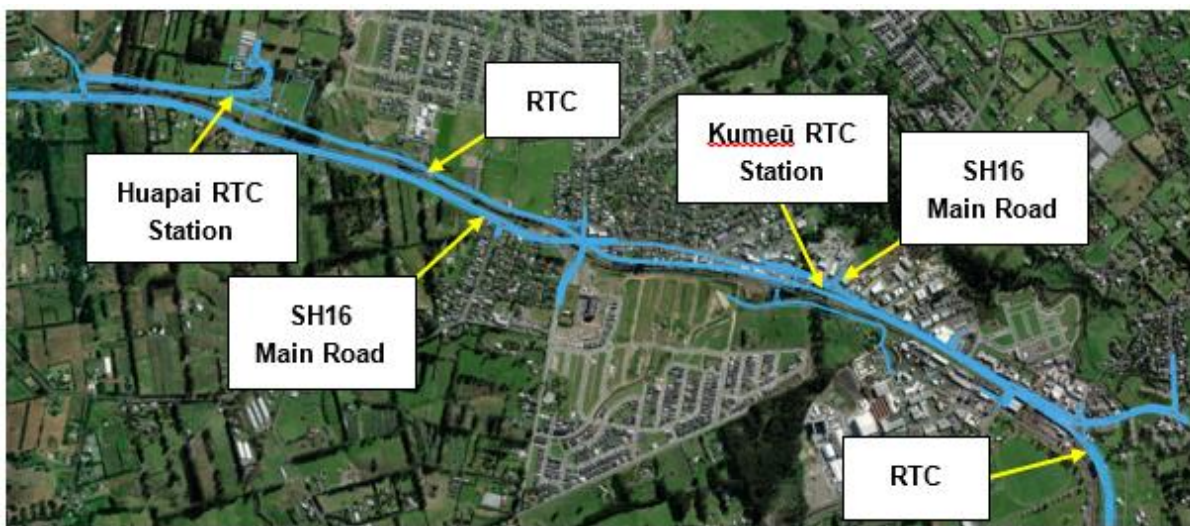 RTC
Kumeū RTC
Station
SH16
Main Road
Huapai RTC
Station
SH16
Main Road
RTC